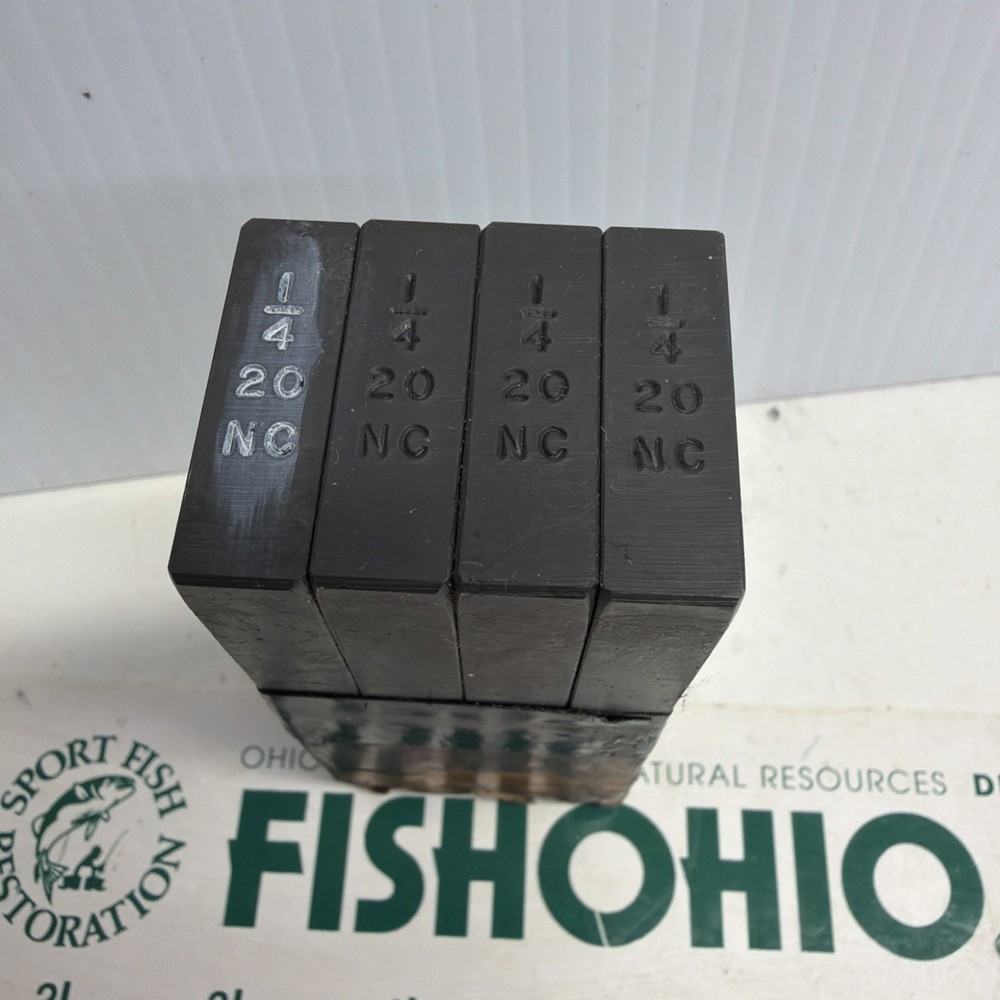 1/4
20
NC
1/4
20
NC
1/4
20
NC
1/4
20
NC
SPORT FISH RESTORATION
OHIO
NATURAL RESOURCES
FISHOHIO